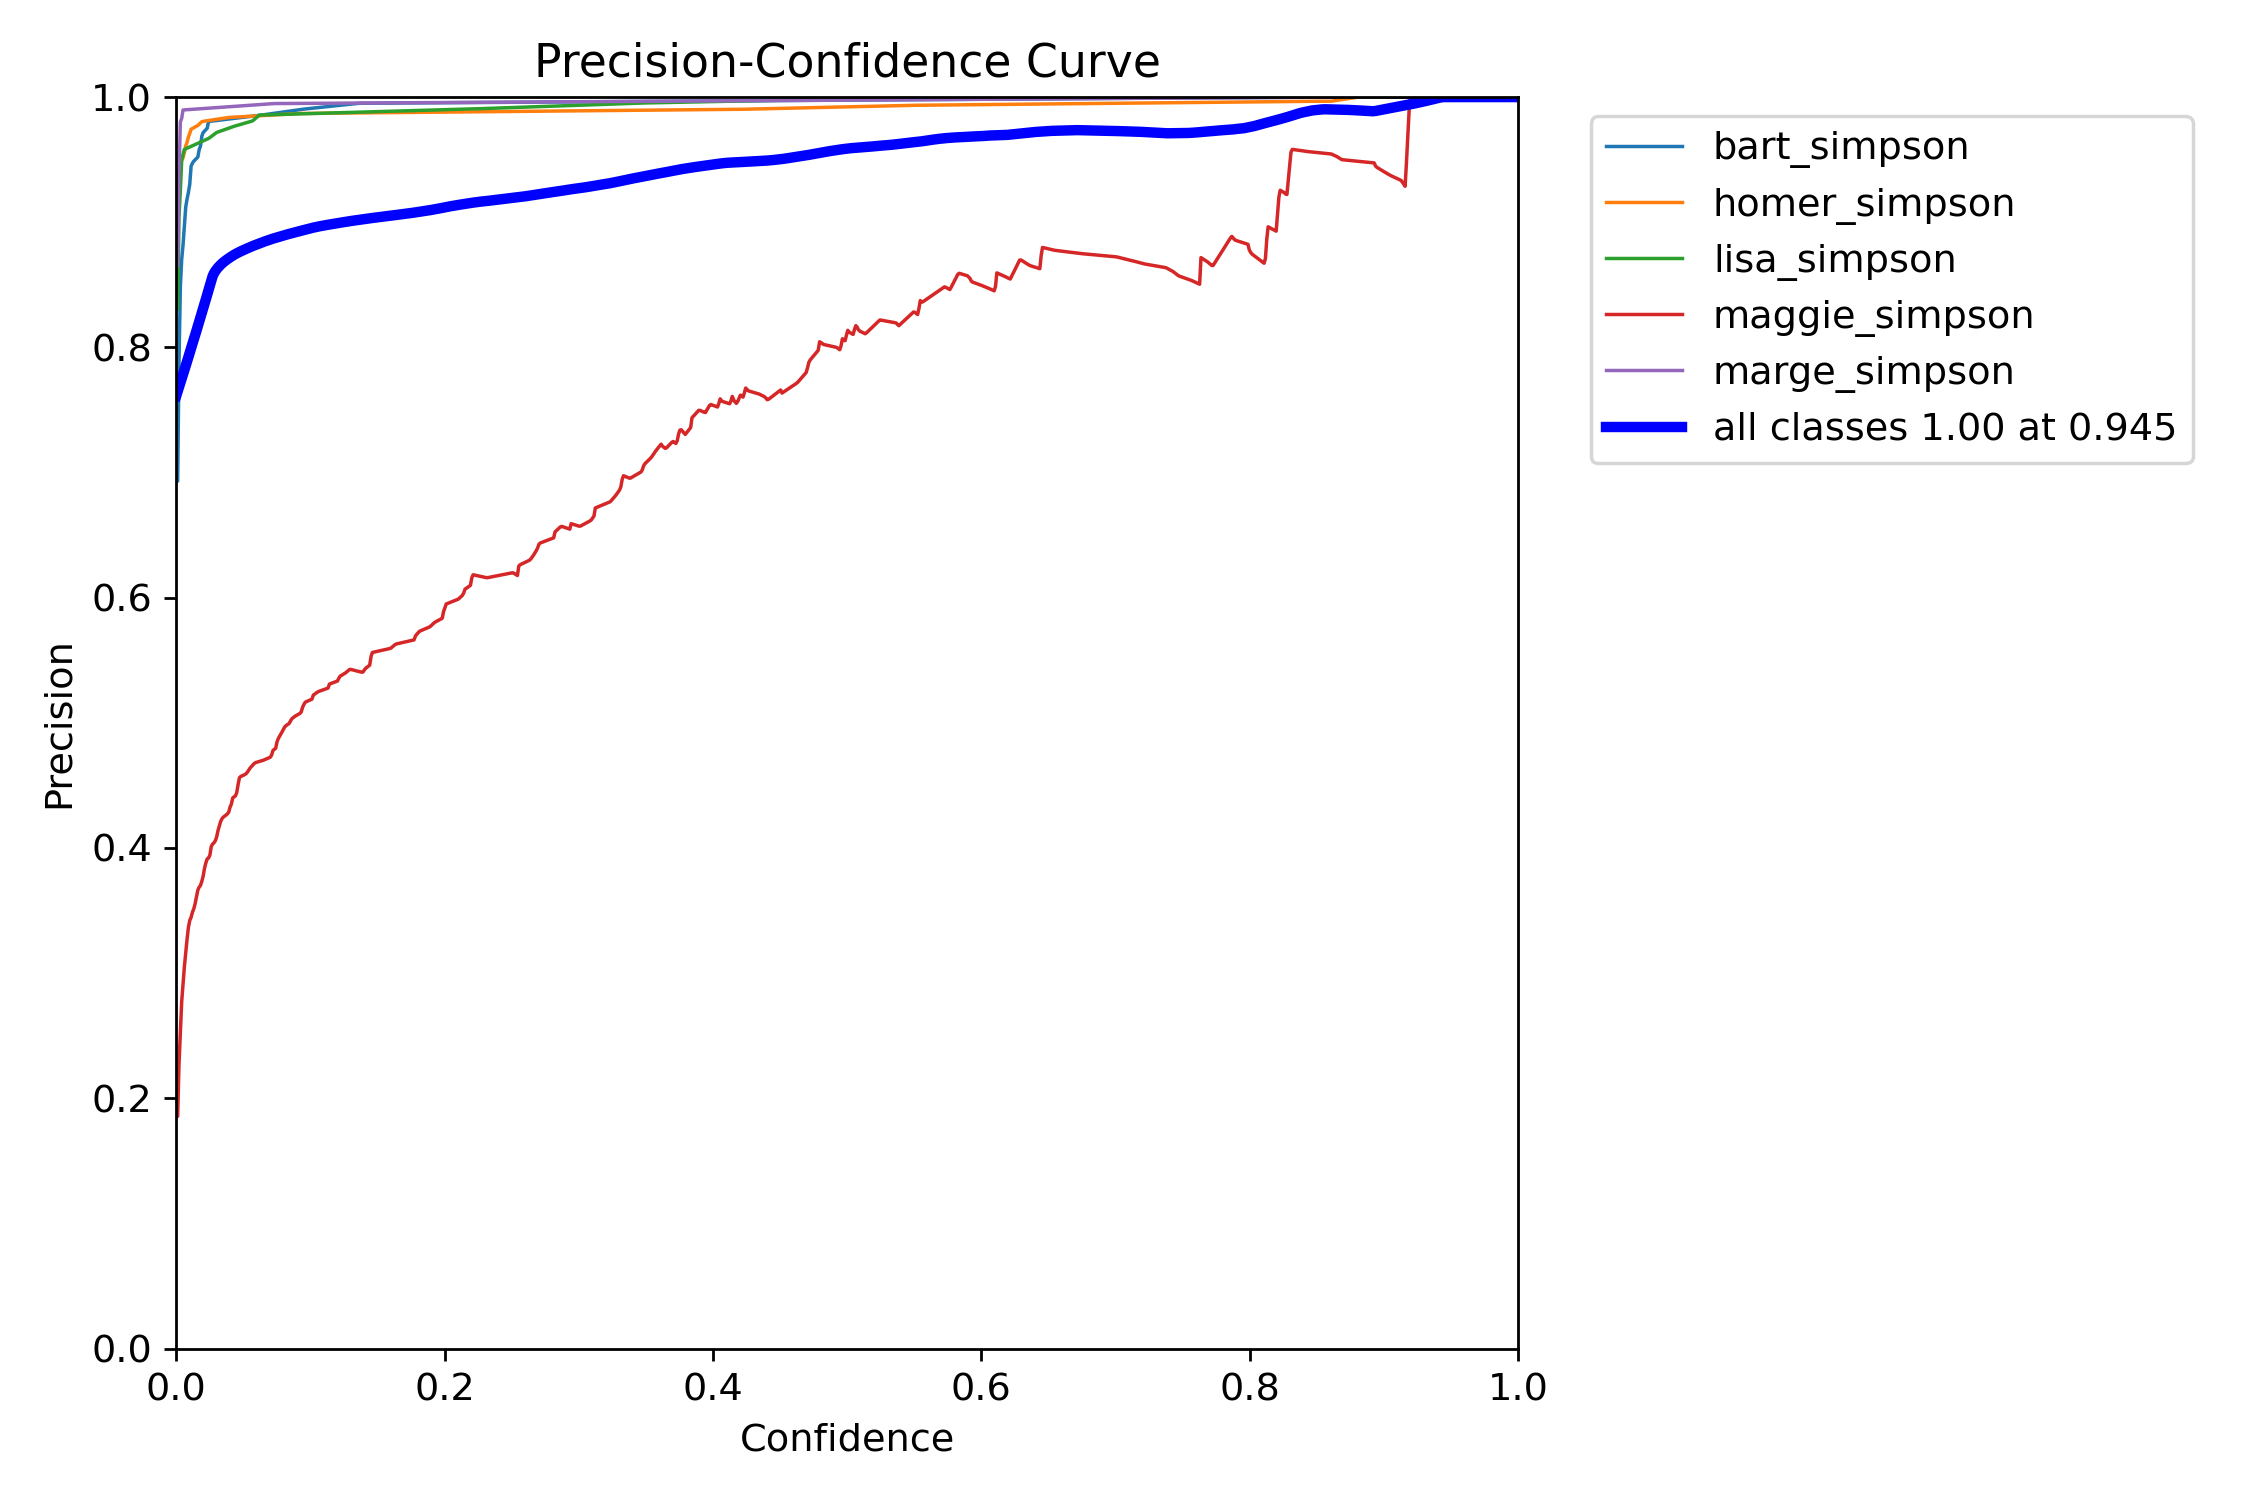 Precision-Confidence Curve
1.0
0.8
0.6
0.4
0.2
0.0
Precision
0.0 0.2 0.4 0.6 0.8 1.0
Confidence
bart_simpson
homer_simpson
lisa_simpson
maggie_simpson
marge_simpson
all classes 1.00 at 0.945